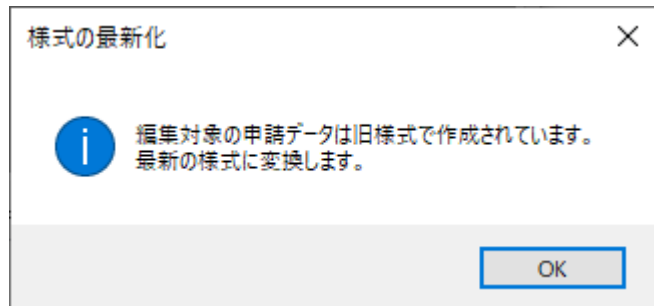 様式の最新化
編集対象の申請データは旧様式で作成されています。
最新の様式に変換します。
OK